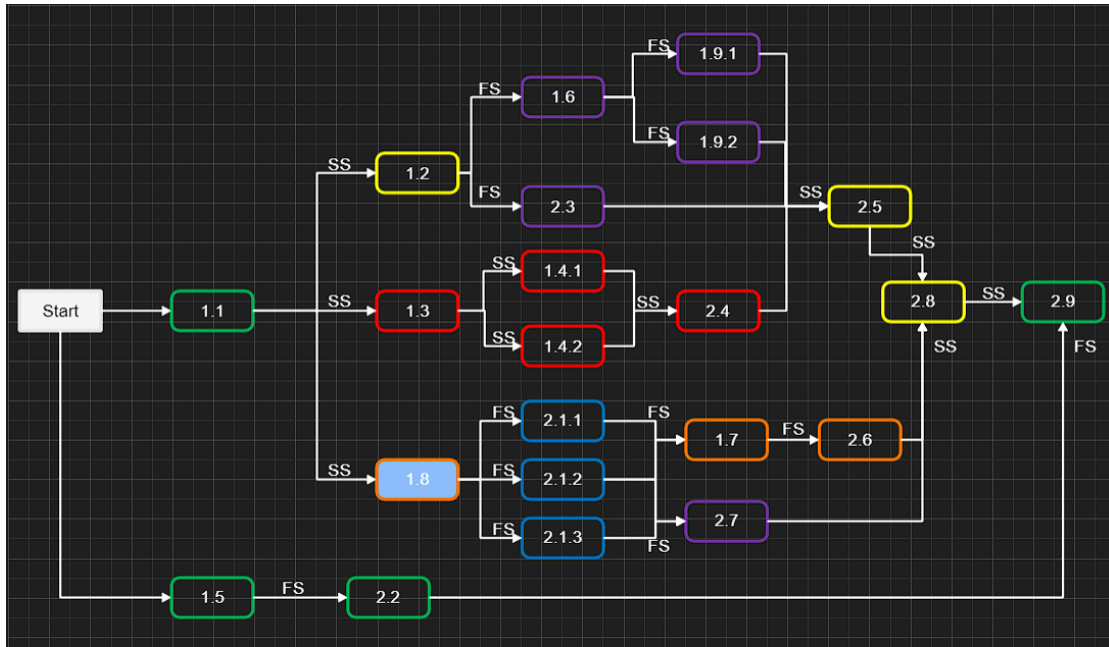 FS
1.9.1
FS
1.6
FS
1.9.2
SS
1.2
FS
2.3
SS
2.5
SS
SS
1.4.1
Start
1.1
SS
1.3
SS
2.4
2.8
SS
2.9
SS
1.4.2
SS
FS
FS
2.1.1
FS
1.7
FS
2.6
SS
1.8
FS
2.1.2
FS
2.1.3
FS
2.7
1.5
FS
2.2